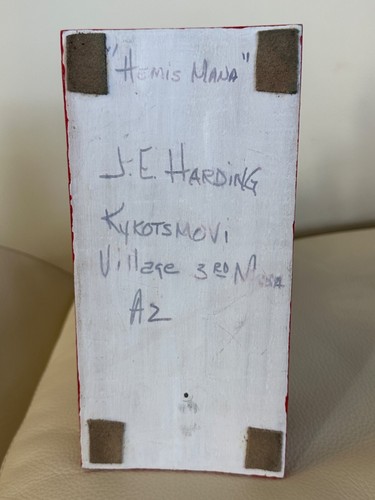 "Hemis Mana"
J. E. Harding
Kykotsmovi
Village 3RD Mesa
Az